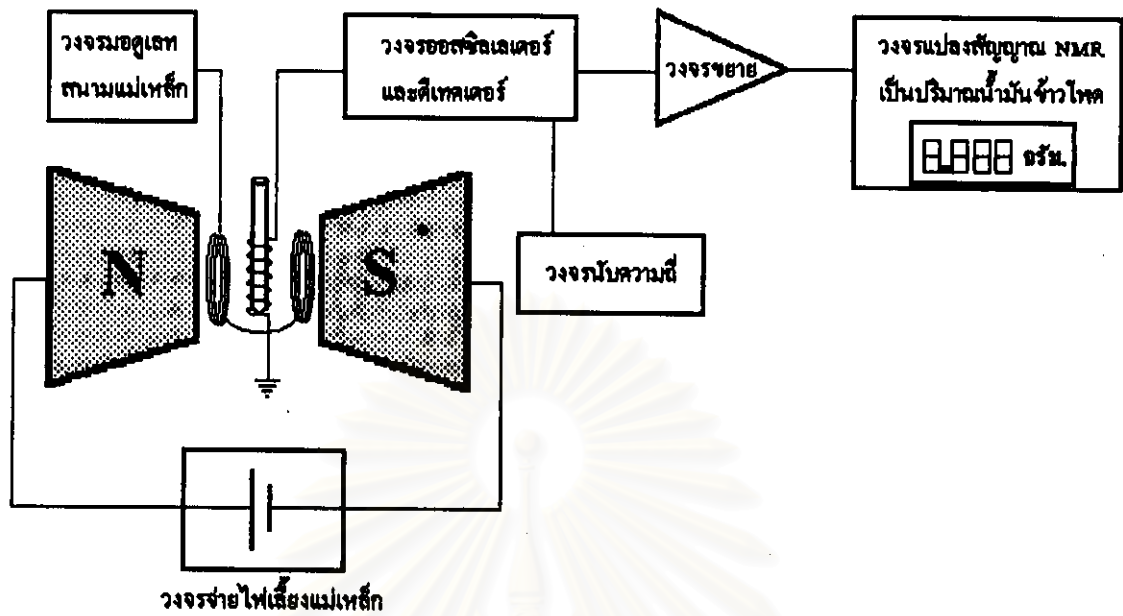 วงจรมอดูเลท
สนามแม่เหล็ก
วงจรออสซิลเลเตอร์
และดีเทคเตอร์
วงจรขยาย
วงจรแปลงสัญญาณ NMR
เป็นปริมาณน้ำมันข้าวโพด
8.888 กรัม.
N
S
วงจรนับความถี่
วงจรจ่ายไฟเลี้ยงแม่เหล็ก